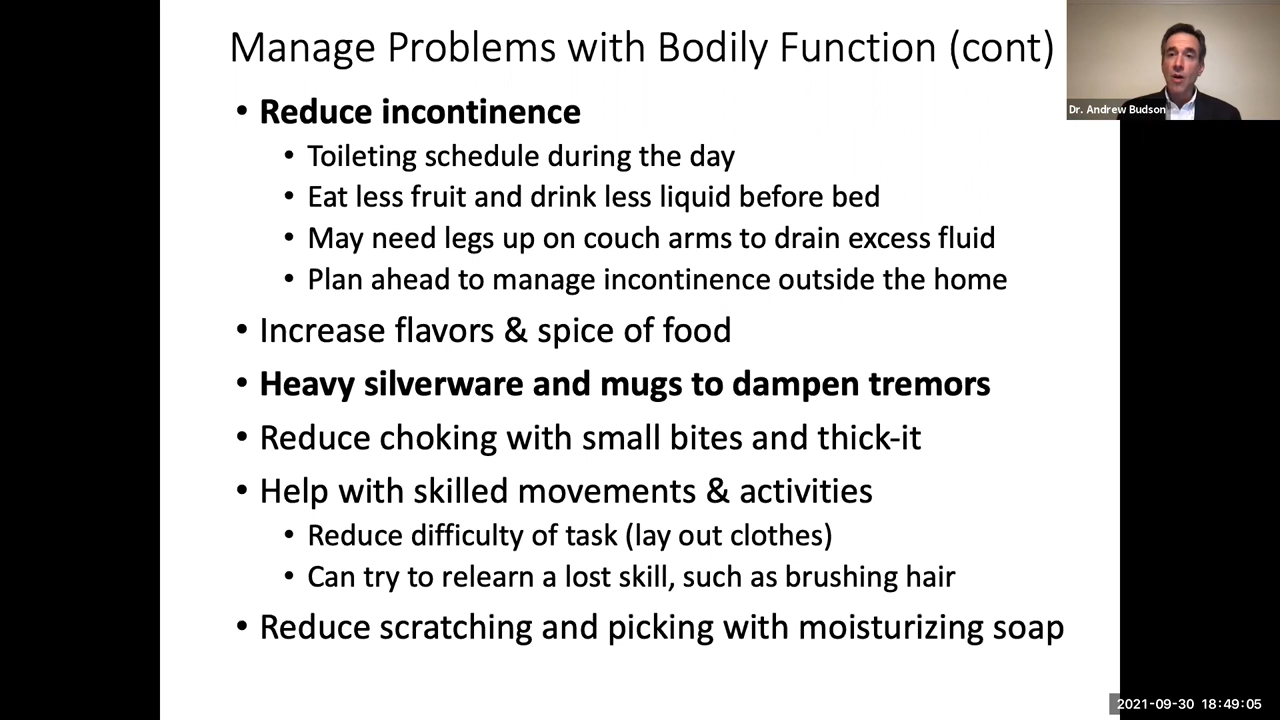 Manage Problems with Bodily Function (cont)
• Reduce incontinence
• Toileting schedule during the day
• Eat less fruit and drink less liquid before bed
• May need legs up on couch arms to drain excess fluid
• Plan ahead to manage incontinence outside the home
• Increase flavors & spice of food
• Heavy silverware and mugs to dampen tremors
• Reduce choking with small bites and thick-it
• Help with skilled movements & activities
• Reduce difficulty of task (lay out clothes)
• Can try to relearn a lost skill, such as brushing hair
• Reduce scratching and picking with moisturizing soap
Dr. Andrew Budson
2021-09-30 18:49:05